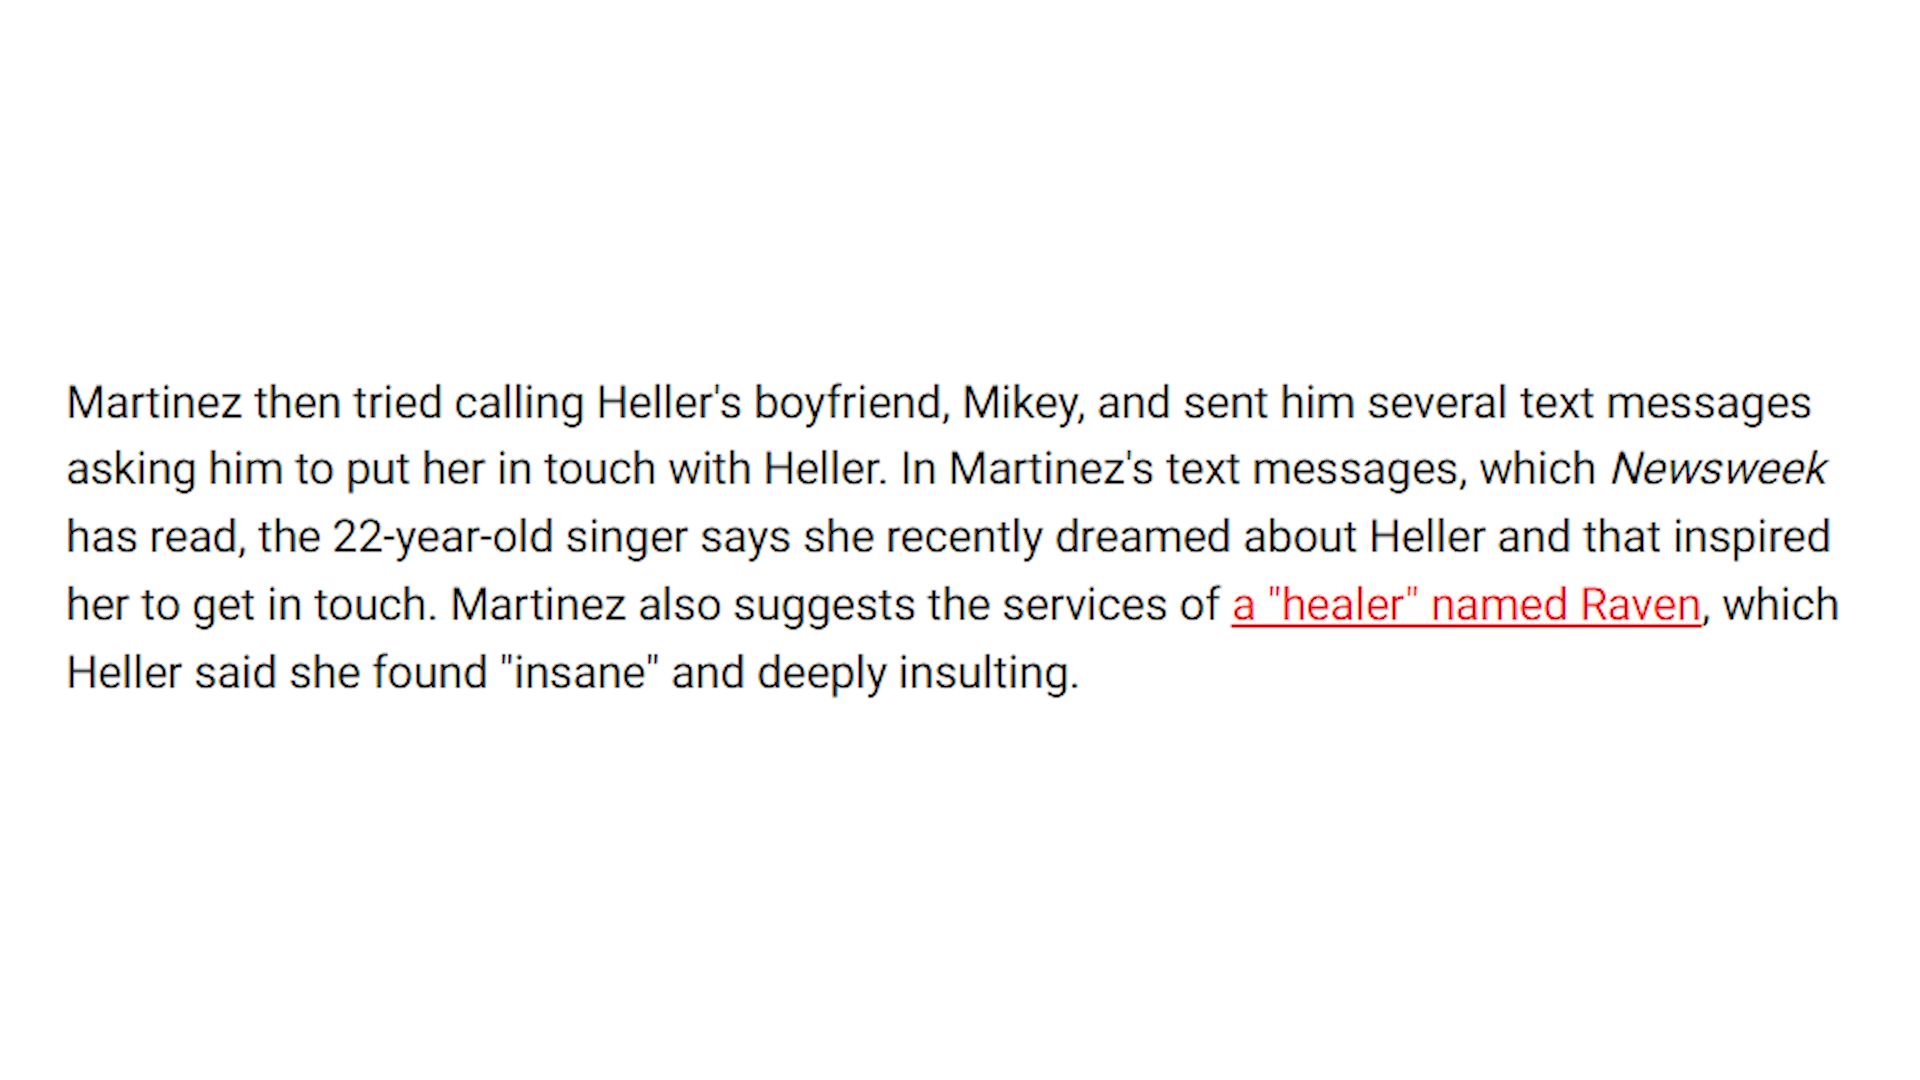 Martinez then tried calling Heller's boyfriend, Mikey, and sent him several text messages
asking him to put her in touch with Heller. In Martinez's text messages, which Newsweek
has read, the 22-year-old singer says she recently dreamed about Heller and that inspired
her to get in touch. Martinez also suggests the services of a "healer" named Raven, which
Heller said she found "insane" and deeply insulting.